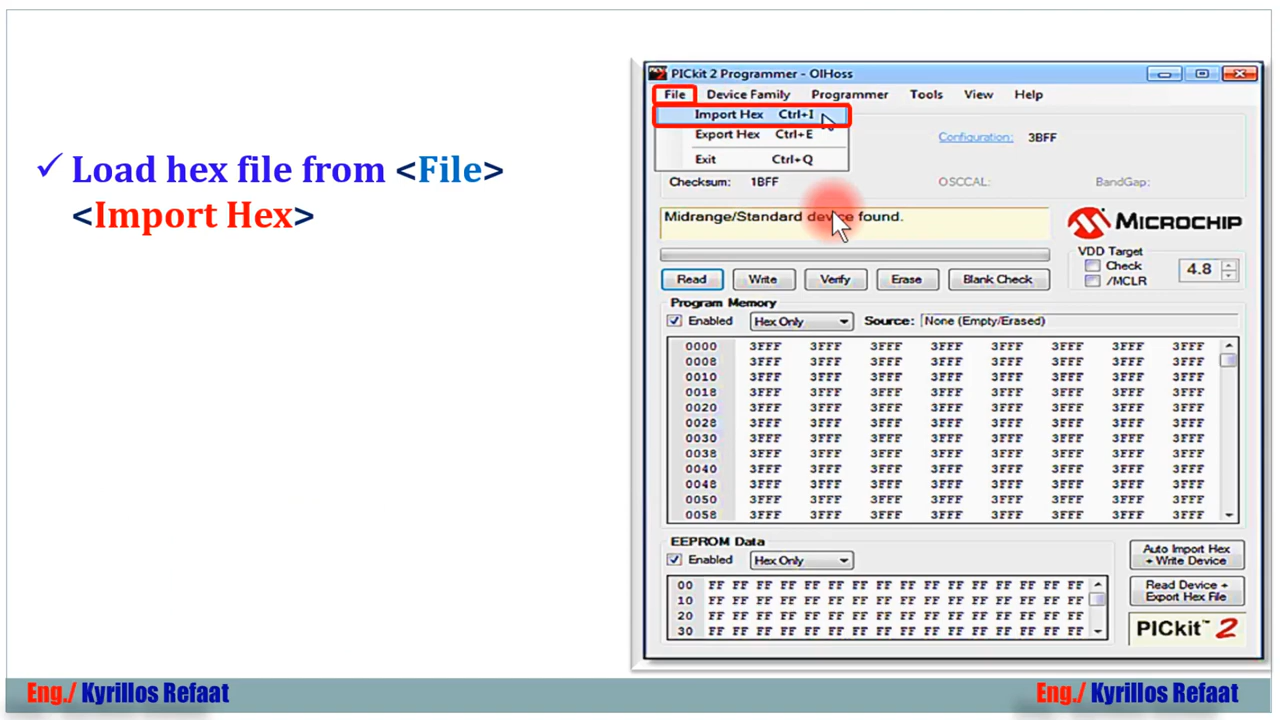 ✓ Load hex file from <File>
<Import Hex>
PICkit 2 Programmer - OlHoss
File Device Family Programmer Tools View Help
Import Hex Ctrl+I
Export Hex Ctrl+E
Exit Ctrl+Q
Configuration: 3BFF
Checksum: 1BFF OSCCAL: BandGap:
Midrange/Standard device found.
MICROCHIP
VDD Target
Check
/MCLR
4.8
Read Write Verify Erase Blank Check
Program Memory
Enabled Hex Only Source: None (Empty/Erased)
0000 3FFF 3FFF 3FFF 3FFF 3FFF 3FFF 3FFF 3FFF
0008 3FFF 3FFF 3FFF 3FFF 3FFF 3FFF 3FFF 3FFF
0010 3FFF 3FFF 3FFF 3FFF 3FFF 3FFF 3FFF 3FFF
0018 3FFF 3FFF 3FFF 3FFF 3FFF 3FFF 3FFF 3FFF
0020 3FFF 3FFF 3FFF 3FFF 3FFF 3FFF 3FFF 3FFF
0028 3FFF 3FFF 3FFF 3FFF 3FFF 3FFF 3FFF 3FFF
0030 3FFF 3FFF 3FFF 3FFF 3FFF 3FFF 3FFF 3FFF
0038 3FFF 3FFF 3FFF 3FFF 3FFF 3FFF 3FFF 3FFF
0040 3FFF 3FFF 3FFF 3FFF 3FFF 3FFF 3FFF 3FFF
0048 3FFF 3FFF 3FFF 3FFF 3FFF 3FFF 3FFF 3FFF
0050 3FFF 3FFF 3FFF 3FFF 3FFF 3FFF 3FFF 3FFF
0058 3FFF 3FFF 3FFF 3FFF 3FFF 3FFF 3FFF 3FFF
EEPROM Data
Enabled Hex Only
00 FF FF FF FF FF FF FF FF FF FF FF FF FF FF FF FF
10 FF FF FF FF FF FF FF FF FF FF FF FF FF FF FF FF
20 FF FF FF FF FF FF FF FF FF FF FF FF FF FF FF FF
30 FF FF FF FF FF FF FF FF FF FF FF FF FF FF FF FF
Auto Import Hex
+ Write Device
Read Device +
Export Hex File
PICkit™ 2
Eng./ Kyrillos Refaat
Eng./ Kyrillos Refaat